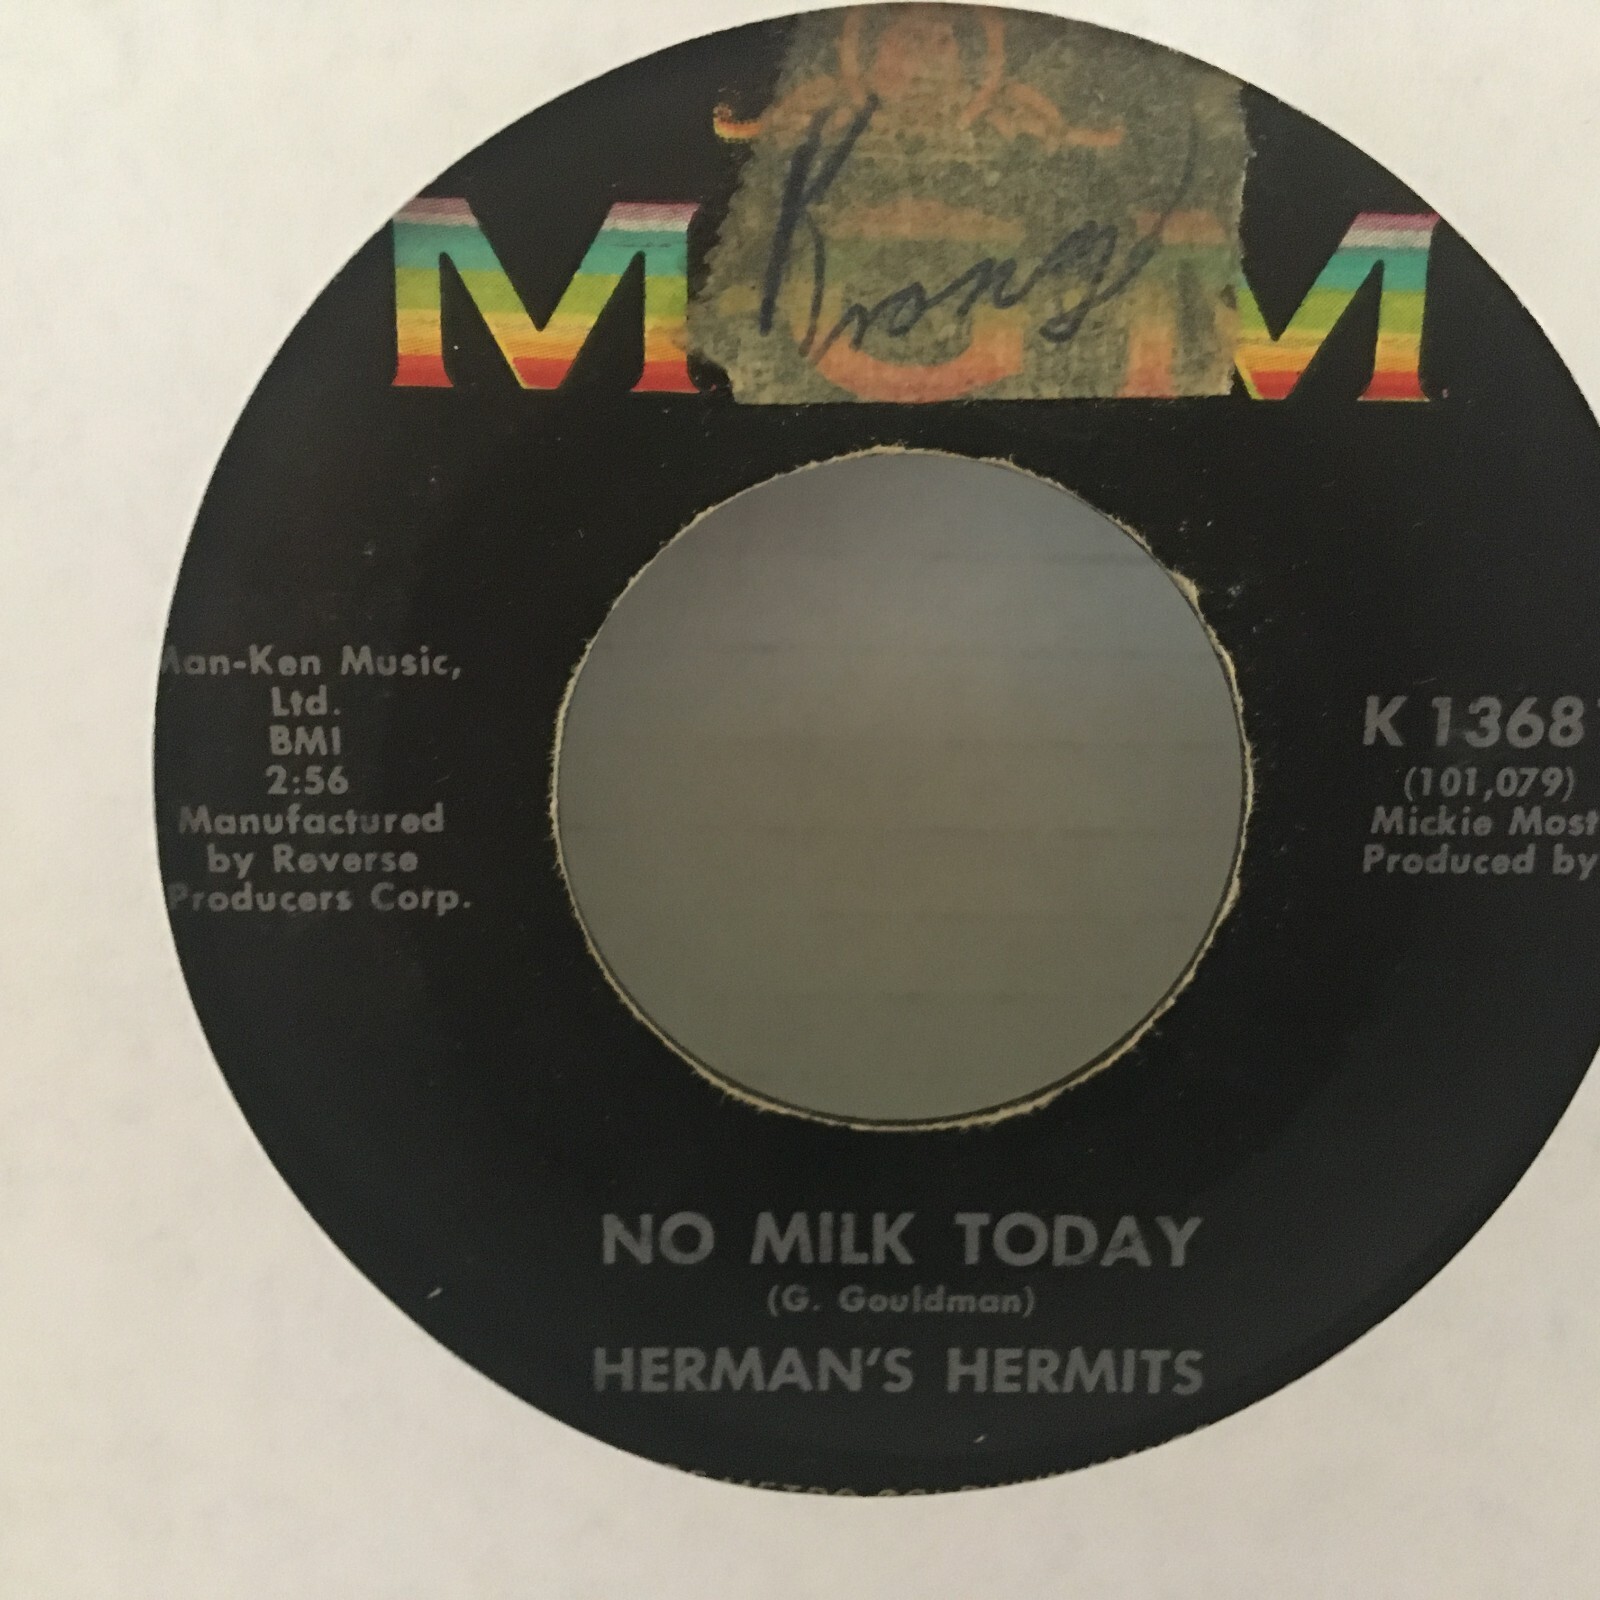 MGM
Man-Ken Music,
Ltd.
BMI
2:56
Manufactured
by Reverse
Producers Corp.
K 1368
(101,079)
Mickie Most
Produced by
NO MILK TODAY
(G. Gouldman)
HERMAN'S HERMITS